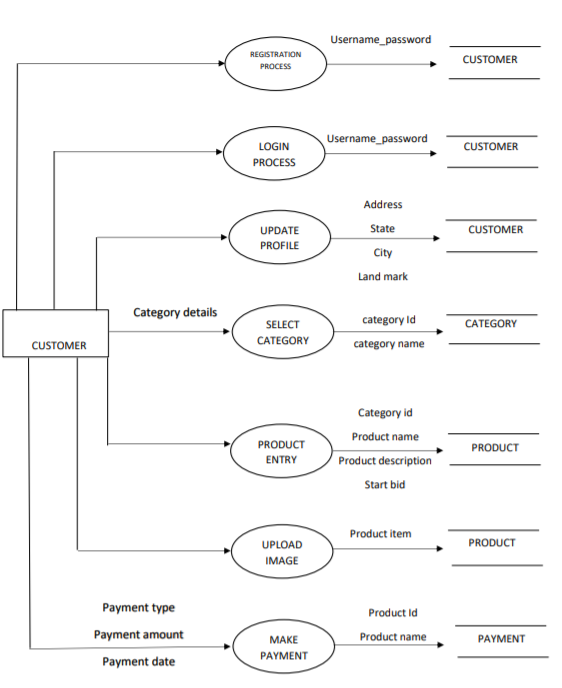 Username_password
REGISTRATION
PROCESS
CUSTOMER
LOGIN
PROCESS
Username_password
CUSTOMER
Address
UPDATE
PROFILE
State
City
Land mark
CUSTOMER
CUSTOMER
Category details
SELECT
CATEGORY
category Id
category name
CATEGORY
Category id
Product name
PRODUCT
ENTRY
Product description
Start bid
PRODUCT
UPLOAD
IMAGE
Product item
PRODUCT
Payment type
Payment amount
Payment date
MAKE
PAYMENT
Product Id
Product name
PAYMENT